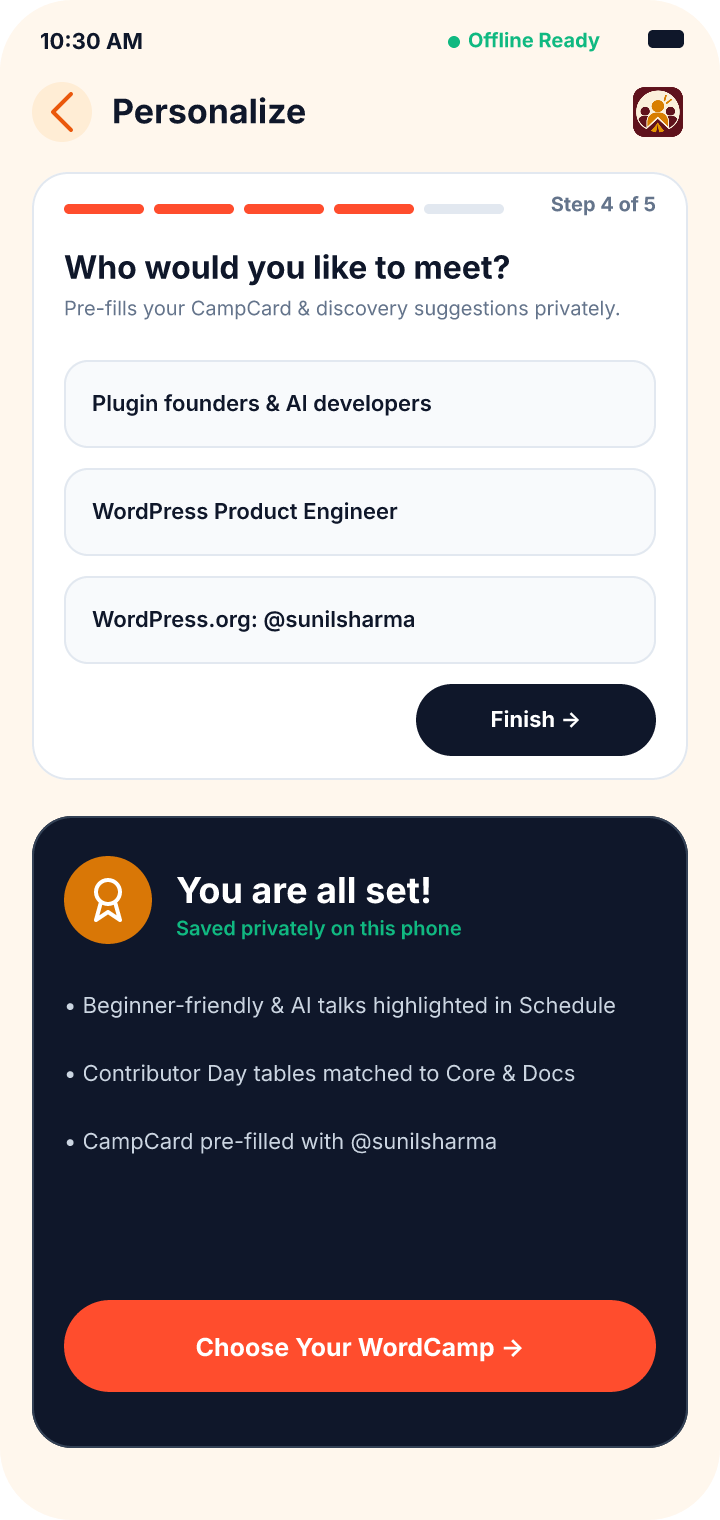 10:30 AM
Offline Ready
Personalize
Step 4 of 5
Who would you like to meet?
Pre-fills your CampCard & discovery suggestions privately.
Plugin founders & AI developers
WordPress Product Engineer
WordPress.org: @sunilsharma
Finish →
You are all set!
Saved privately on this phone
• Beginner-friendly & AI talks highlighted in Schedule
• Contributor Day tables matched to Core & Docs
• CampCard pre-filled with @sunilsharma
Choose Your WordCamp →